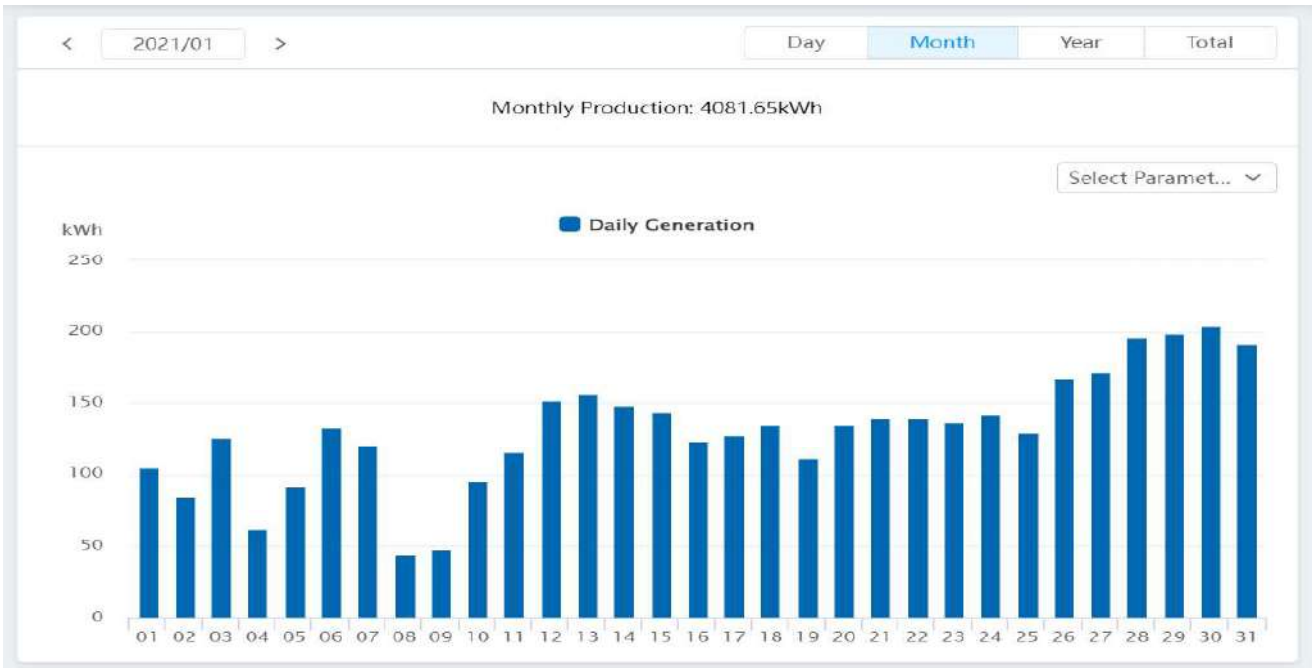 < 2021/01 > Day Month Year Total
Monthly Production: 4081.65kWh
Select Paramet...
kWh Daily Generation
250
200
150
100
50
0
01 02 03 04 05 06 07 08 09 10 11 12 13 14 15 16 17 18 19 20 21 22 23 24 25 26 27 28 29 30 31